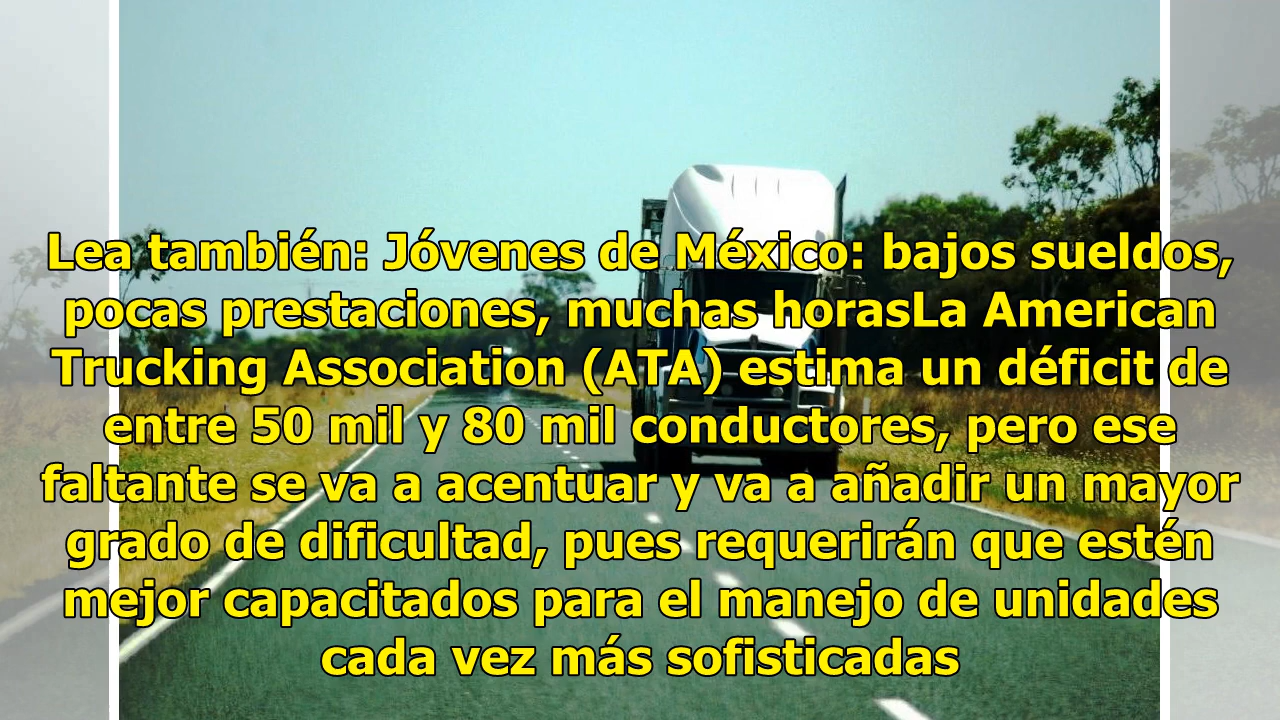 Lea también: Jóvenes de México: bajos sueldos,
pocas prestaciones, muchas horasLa American
Trucking Association (ATA) estima un déficit de
entre 50 mil y 80 mil conductores, pero ese
faltante se va a acentuar y va a añadir un mayor
grado de dificultad, pues requerirán que estén
mejor capacitados para el manejo de unidades
cada vez más sofisticadas